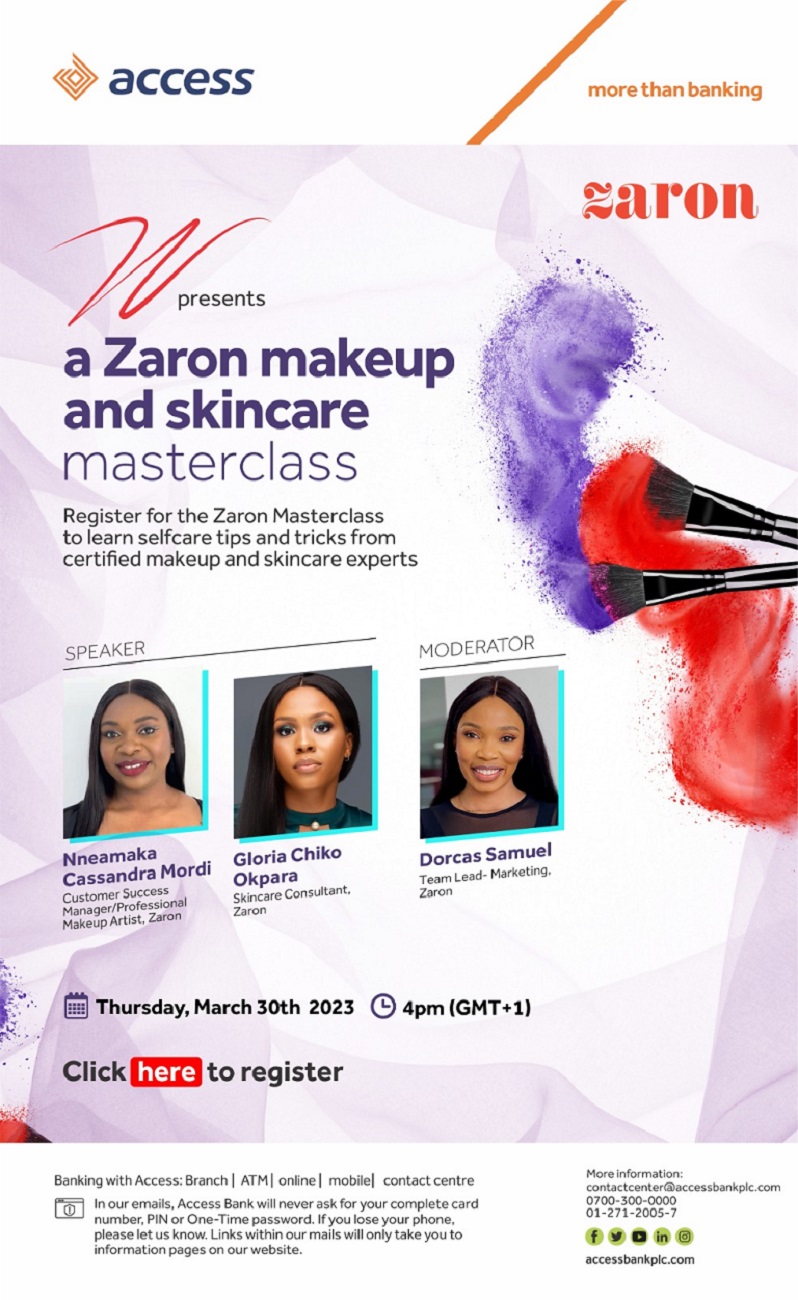 access
more than banking
zaron
W presents
a Zaron makeup
and skincare
masterclass
Register for the Zaron Masterclass
to learn selfcare tips and tricks from
certified makeup and skincare experts
SPEAKER
Nneamaka
Cassandra Mordi
Customer Success
Manager/Professional
Makeup Artist, Zaron
Gloria Chiko
Okpara
Skincare Consultant,
Zaron
MODERATOR
Dorcas Samuel
Team Lead- Marketing,
Zaron
Thursday, March 30th 2023
4pm (GMT+1)
Click here to register
Banking with Access: Branch | ATM | online | mobile | contact centre
In our emails, Access Bank will never ask for your complete card
number, PIN or One-Time password. If you lose your phone,
please let us know. Links within our mails will only take you to
information pages on our website.
More information:
contactcenter@accessbankplc.com
0700-300-0000
01-271-2005-7
accessbankplc.com